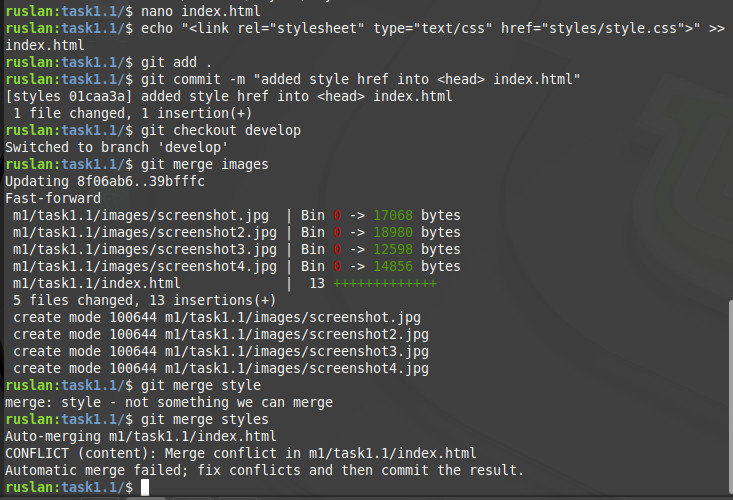 ruslan:task1.1/$ nano index.html
ruslan:task1.1/$ echo "<link rel="stylesheet" type="text/css" href="styles/style.css">" >>
index.html
ruslan:task1.1/$ git add .
ruslan:task1.1/$ git commit -m "added style href into <head> index.html"
[styles 01caa3a] added style href into <head> index.html
 1 file changed, 1 insertion(+)
ruslan:task1.1/$ git checkout develop
Switched to branch 'develop'
ruslan:task1.1/$ git merge images
Updating 8f06ab6..39bfffc
Fast-forward
 m1/task1.1/images/screenshot.jpg  | Bin 0 -> 17068 bytes
 m1/task1.1/images/screenshot2.jpg | Bin 0 -> 18980 bytes
 m1/task1.1/images/screenshot3.jpg | Bin 0 -> 12598 bytes
 m1/task1.1/images/screenshot4.jpg | Bin 0 -> 14856 bytes
 m1/task1.1/index.html             |  13 +++++++++++++
 5 files changed, 13 insertions(+)
 create mode 100644 m1/task1.1/images/screenshot.jpg
 create mode 100644 m1/task1.1/images/screenshot2.jpg
 create mode 100644 m1/task1.1/images/screenshot3.jpg
 create mode 100644 m1/task1.1/images/screenshot4.jpg
ruslan:task1.1/$ git merge style
merge: style - not something we can merge
ruslan:task1.1/$ git merge styles
Auto-merging m1/task1.1/index.html
CONFLICT (content): Merge conflict in m1/task1.1/index.html
Automatic merge failed; fix conflicts and then commit the result.
ruslan:task1.1/$